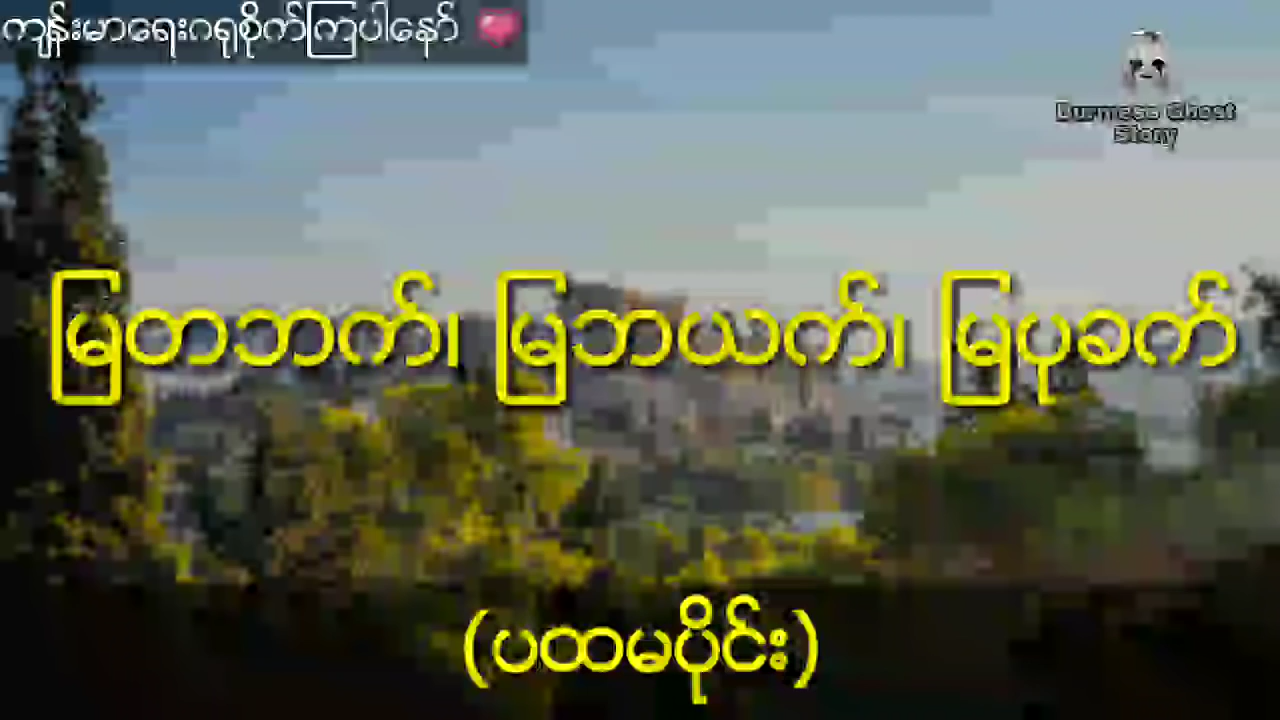 ကျန်းမာရေးဂရုစိုက်ကြပါနော် 💗
Burmese Ghost
Story
မြတဘက်၊ မြဘယက်၊ မြပုခက်
(ပထမပိုင်း)